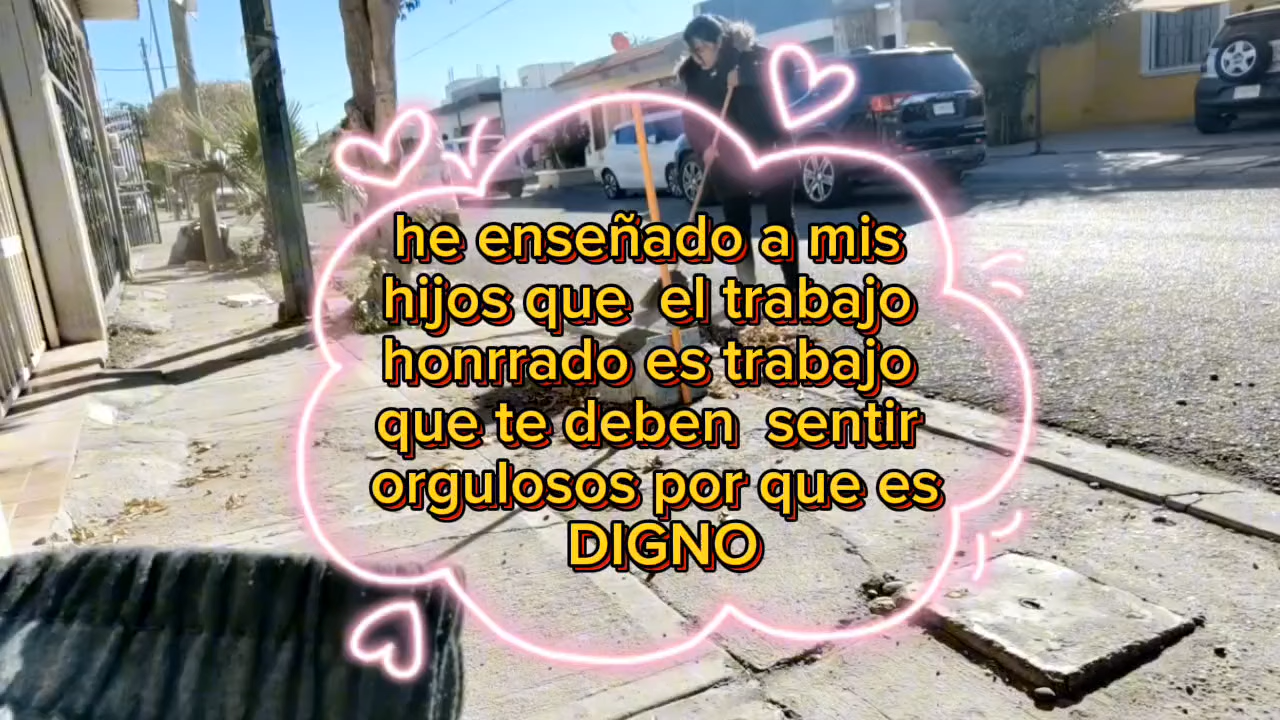 he enseñado a mis
hijos que el trabajo
honrrado es trabajo
que te deben sentir
orgulosos por que es
DIGNO